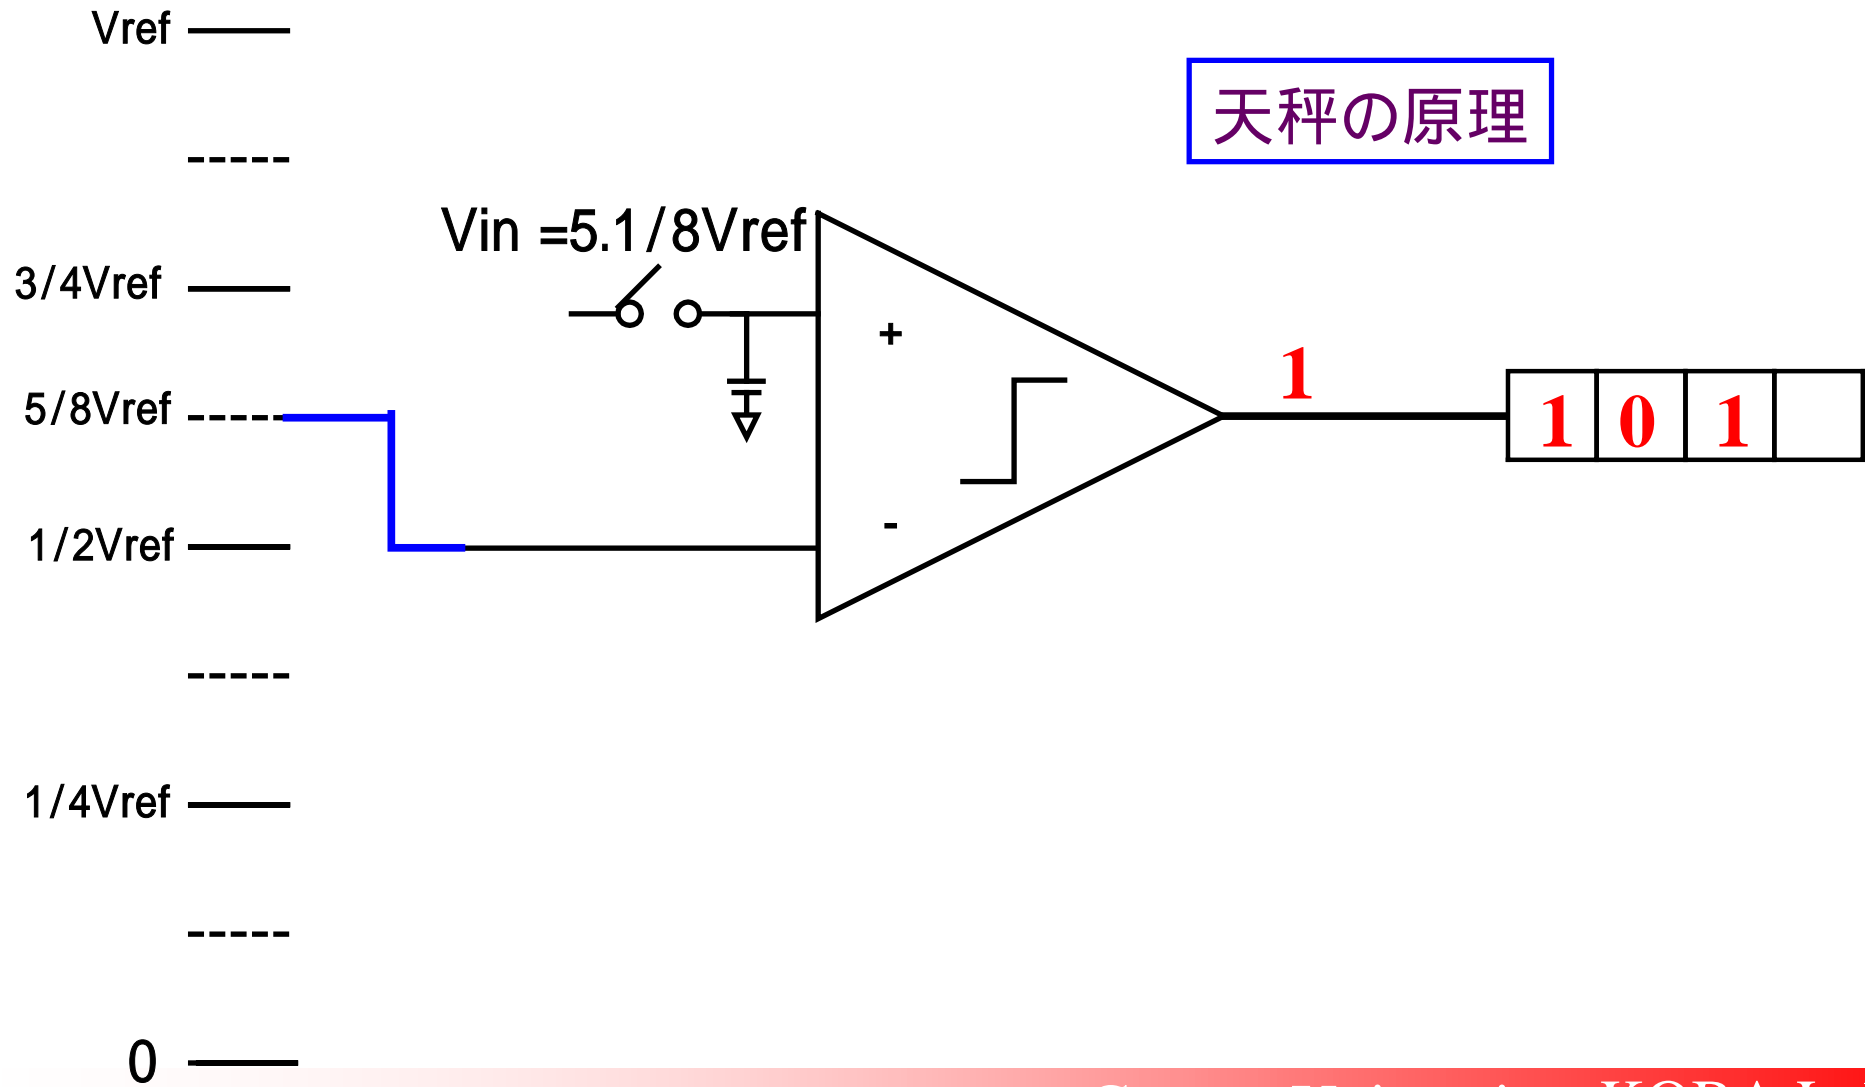 Vref
天秤の原理
Vin =5.1/8Vref
3/4Vref
+
1
5/8Vref
1 0 1
-
1/2Vref
1/4Vref
0